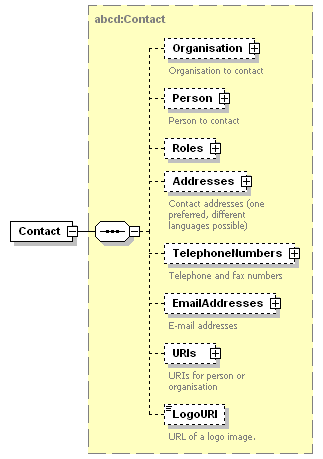 abcd:Contact
Organisation
Organisation to contact
Person
Person to contact
Roles
Addresses
Contact addresses (one
preferred, different
languages possible)
Contact
TelephoneNumbers
Telephone and fax numbers
EmailAddresses
E-mail addresses
URIs
URIs for person or
organisation
LogoURI
URL of a logo image.